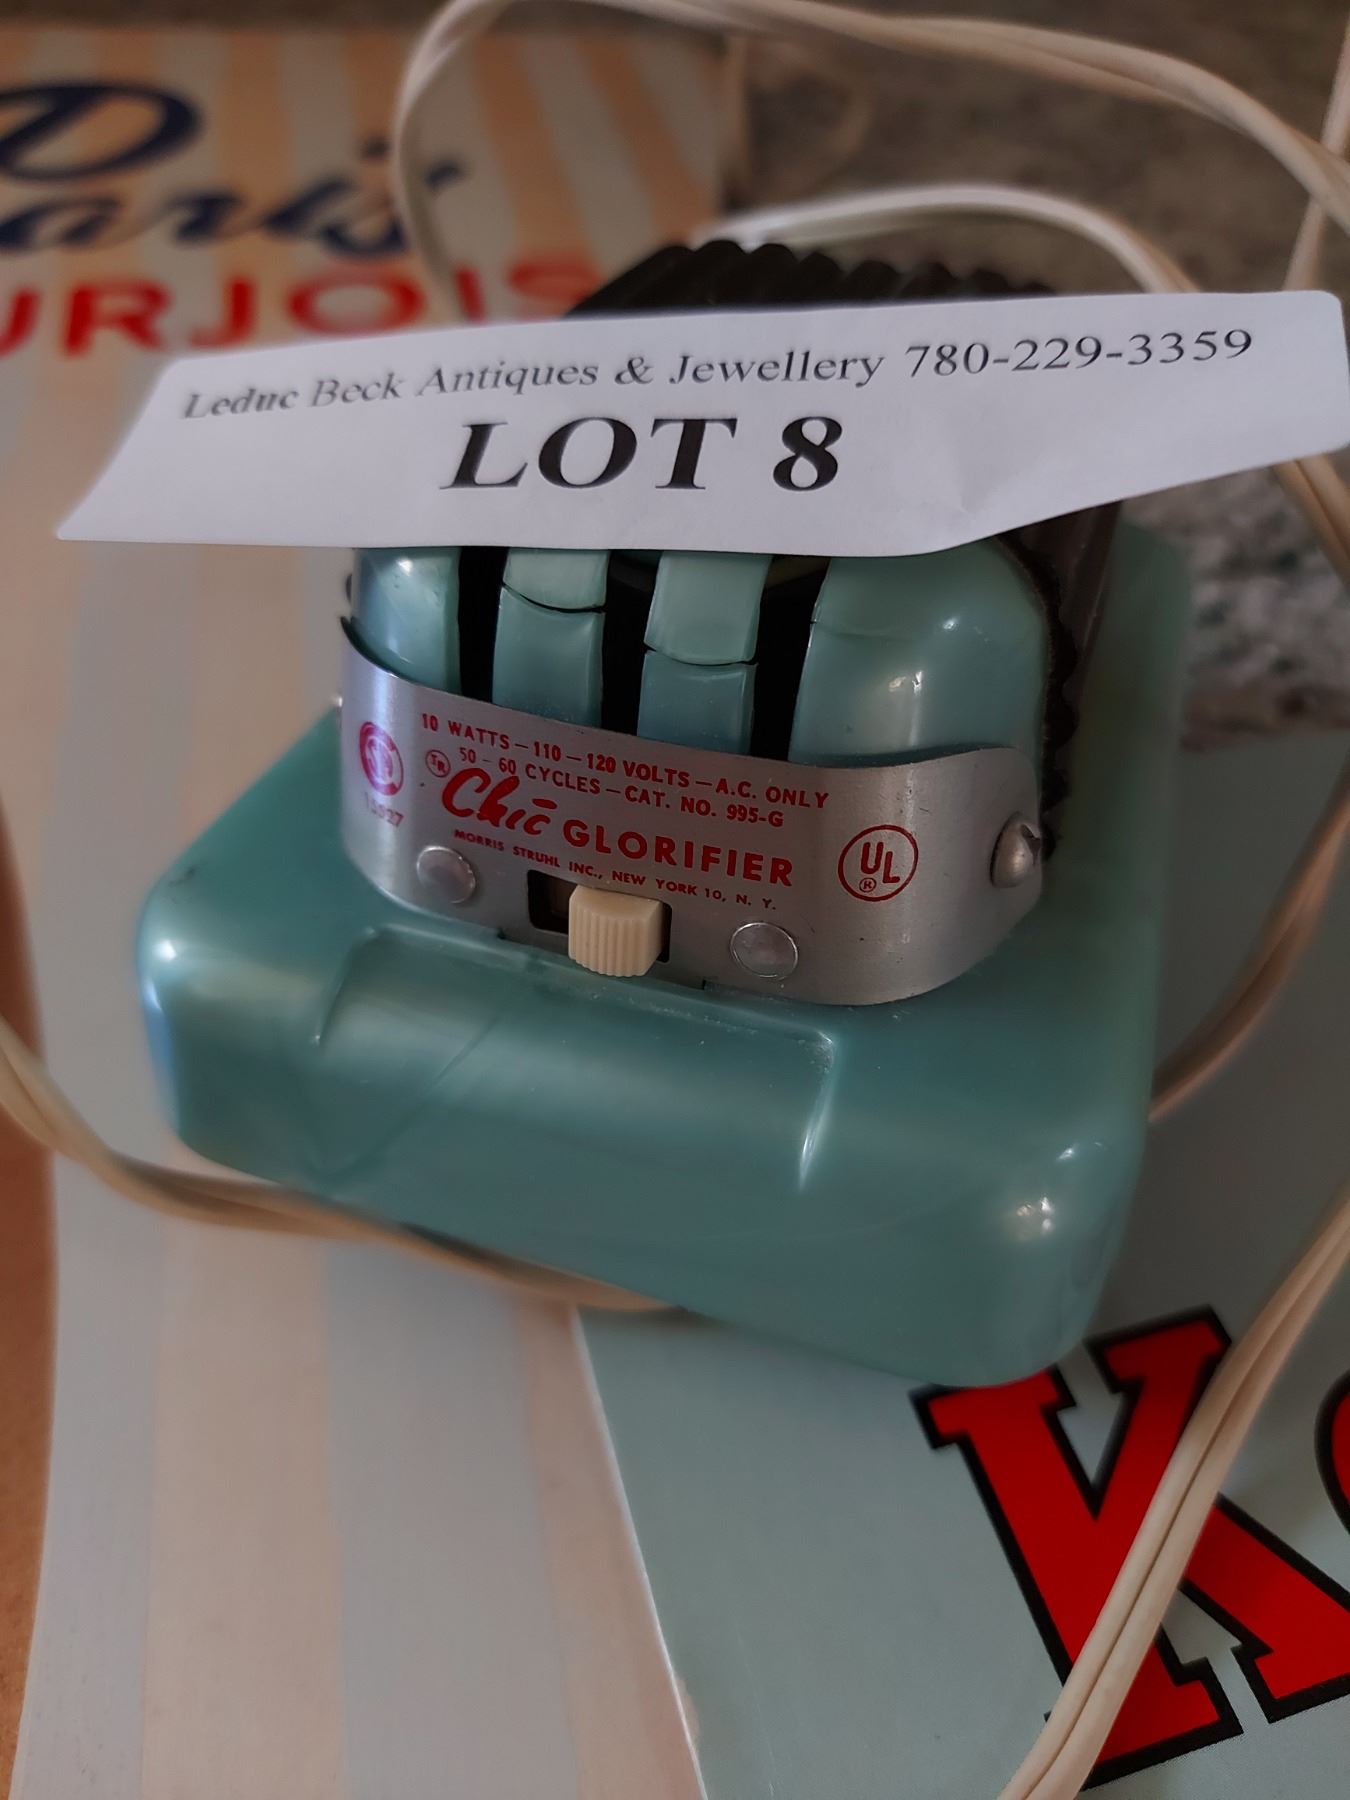 Paris
Leduc Beck Antiques & Jewellery 780-229-3359
LOT 8
10 WATTS-110-120 VOLTS-A.C. ONLY
50-60 CYCLES-CAT. NO. 995-G
TR
Chic GLORIFIER
MORRIS STRUHL INC., NEW YORK 10, N. Y.
UL
R
K